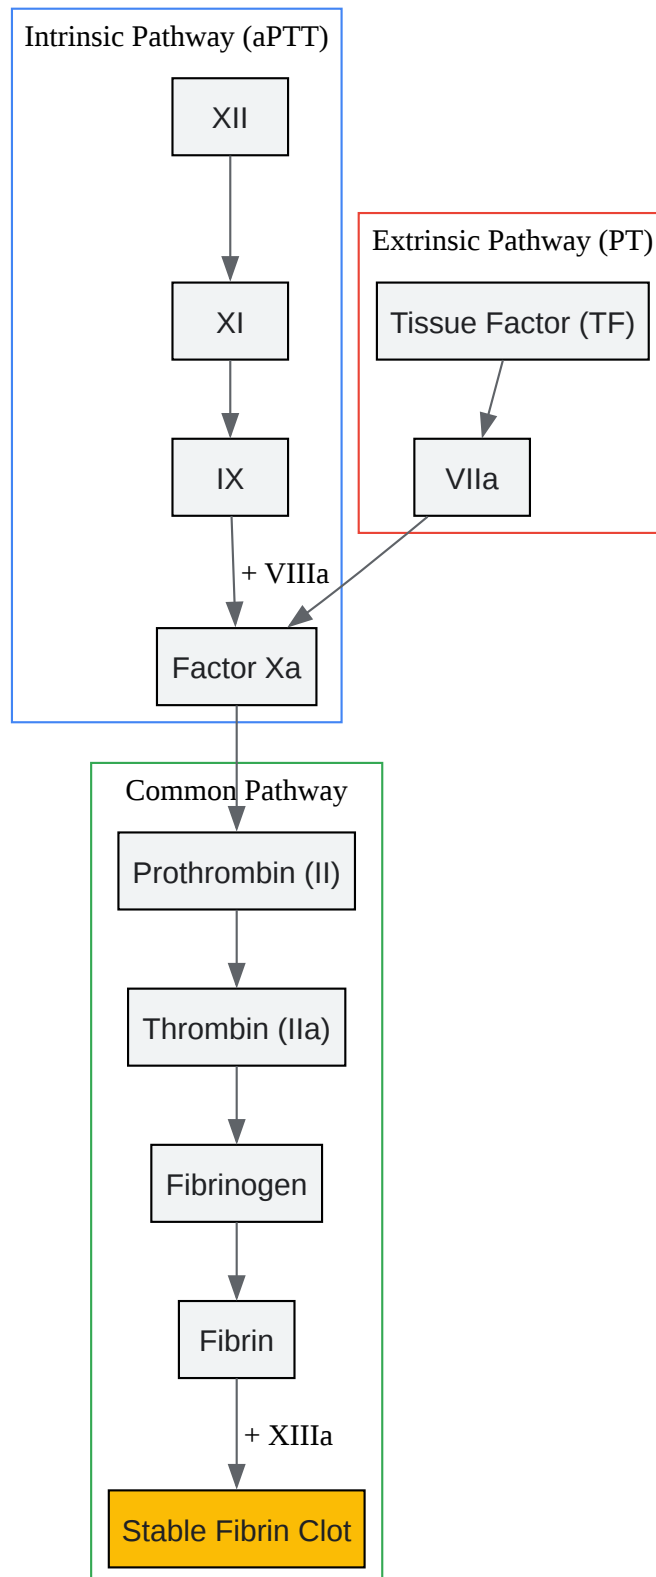 Intrinsic Pathway (aPTT)
XII
Extrinsic Pathway (PT)
XI
Tissue Factor (TF)
IX
VIIa
+ VIIIa
Factor Xa
Common Pathway
Prothrombin (II)
Thrombin (IIa)
Fibrinogen
Fibrin
+ XIIIa
Stable Fibrin Clot